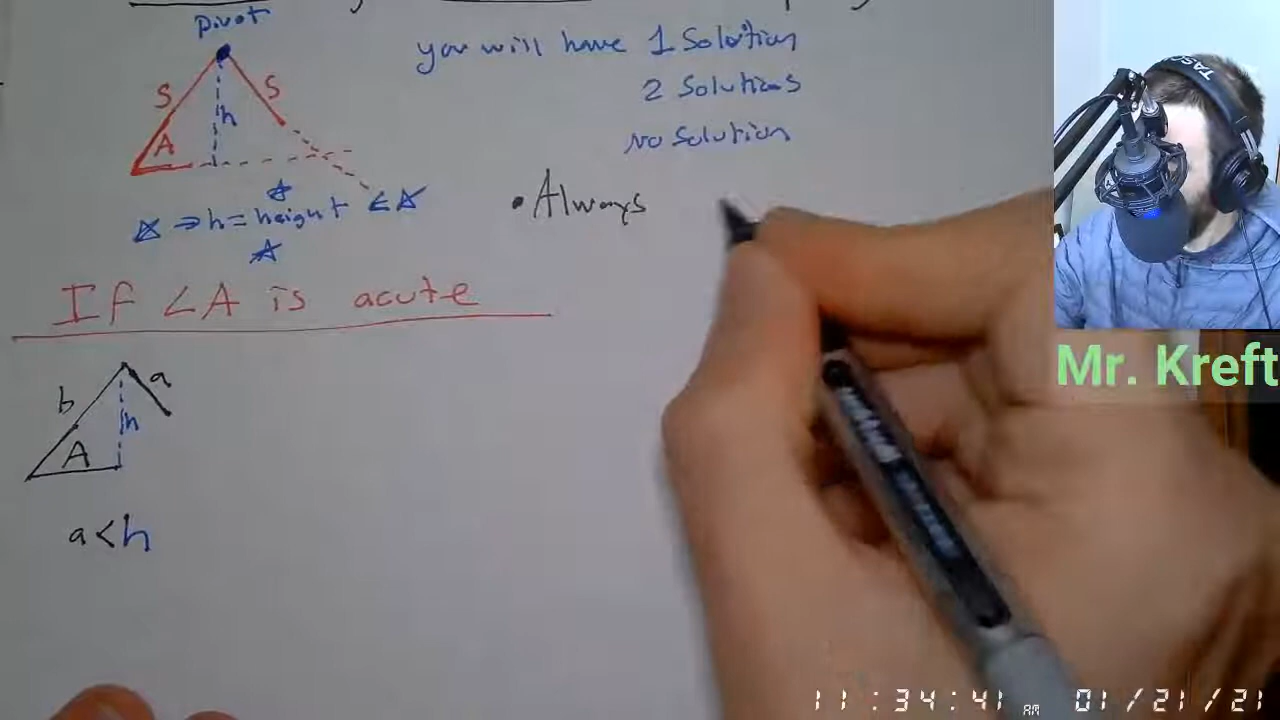 Pivot
you will have 1 Solution
2 Solutions
No Solution
S S
h
A
☆ → h = height ∠ ☆
• Always
If ∠A is acute
b a
h
A
a < h
Mr. Kreft
TASC
11:34:41 AM 01/21/21